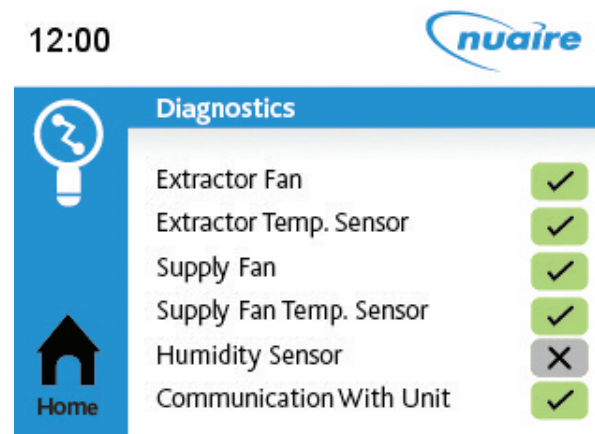 12:00
nuaire
Diagnostics
Extractor Fan
Extractor Temp. Sensor
Supply Fan
Supply Fan Temp. Sensor
Humidity Sensor
Communication With Unit
Home